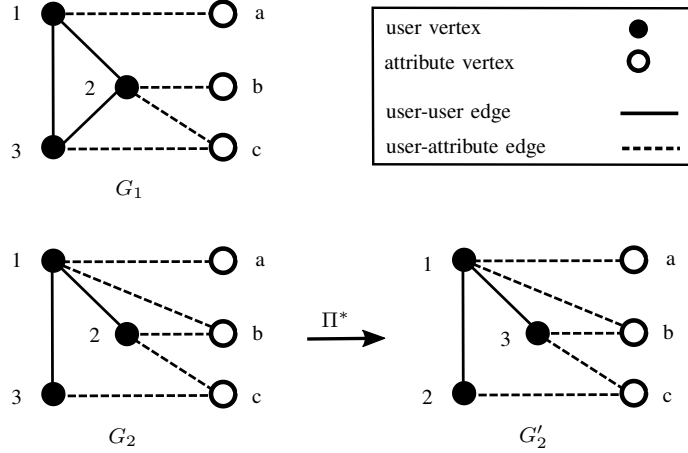 1
a
2
b
3
c
G₁
user vertex
attribute vertex
user-user edge
user-attribute edge
1
a
2
b
3
c
G₂
Π*
1
a
3
b
2
c
G′₂